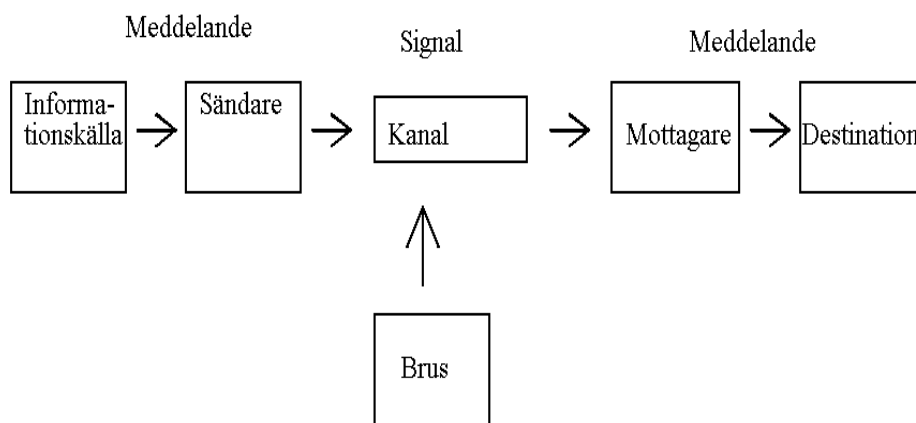 Meddelande
Signal
Meddelande
Informa-
tionskälla
Sändare
Kanal
Mottagare
Destination
Brus